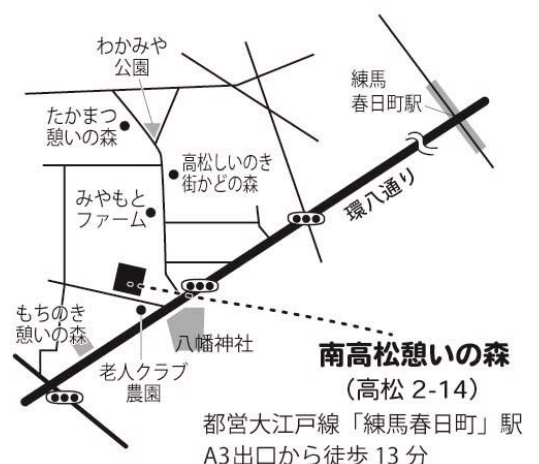 わかみや
公園
練馬
春日町駅
たかまつ
憩いの森
高松しいのき
街かどの森
みやもと
ファーム
環八通り
もちのき
憩いの森
八幡神社
老人クラブ
農園
南高松憩いの森
(高松 2-14)
都営大江戸線「練馬春日町」駅
A3出口から徒歩 13 分